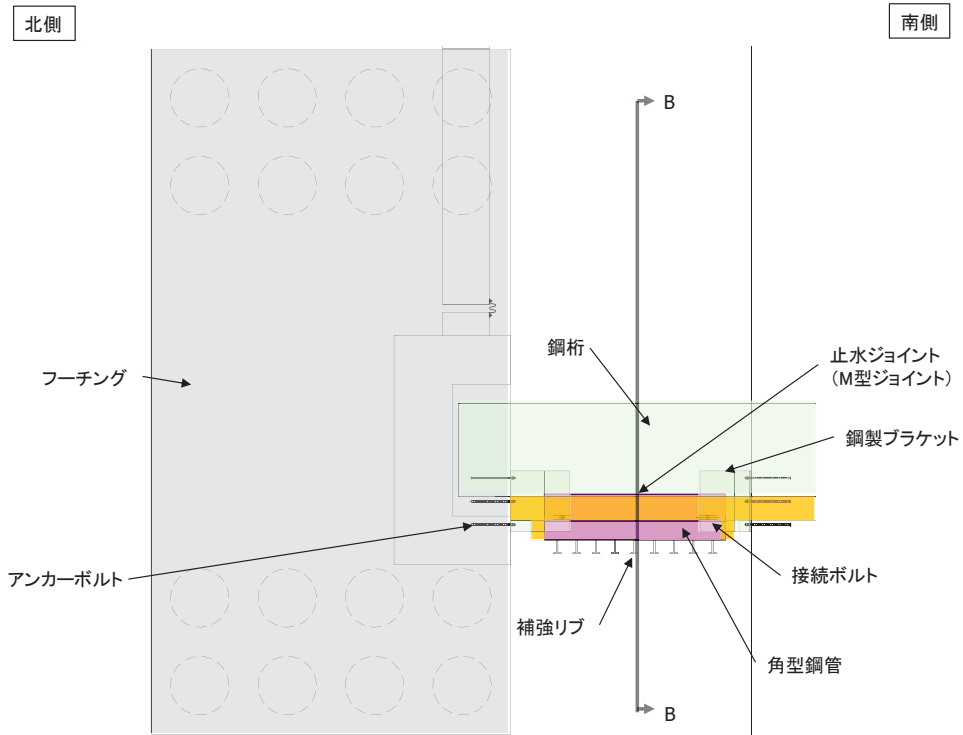 北側
南側
B
鋼桁
止水ジョイント
(M型ジョイント)
フーチング
鋼製ブラケット
アンカーボルト
接続ボルト
補強リブ
角型鋼管
B